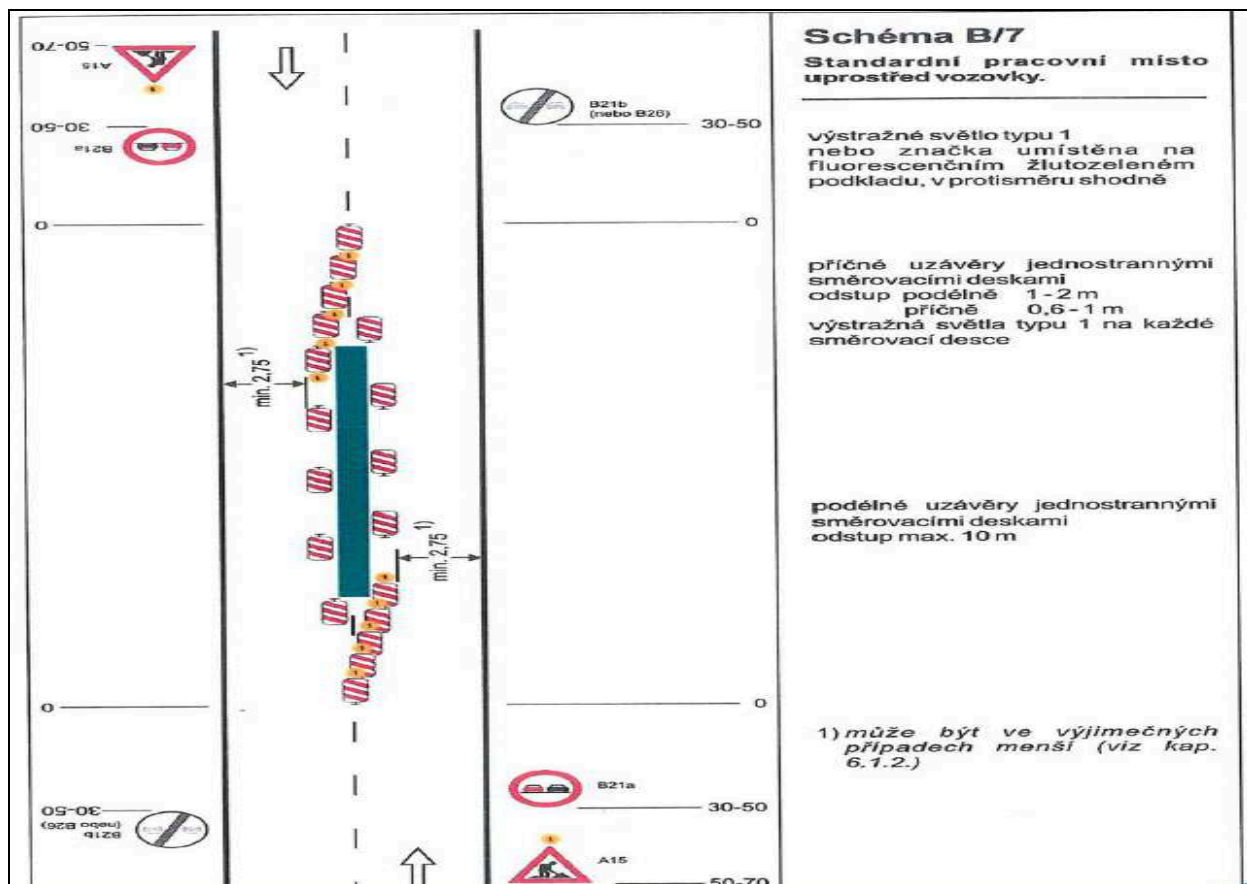 50-70
A15
30-50
B21a
0
30-50
B21b
(nebo B26)
min. 2,75 1)
B21b
(nebo B26)
30-50
0
min. 2,75 1)
0
B21a
30-50
A15
50-70
Schéma B/7
Standardní pracovní místo
uprostřed vozovky.
výstražné světlo typu 1
nebo značka umístěna na
fluorescenčním žlutozeleném
podkladu, v protisměru shodně
příčné uzávěry jednostrannými
směrovacími deskami
odstup podélně 1 - 2 m
příčně 0,6 - 1 m
výstražná světla typu 1 na každé
směrovací desce
podélné uzávěry jednostrannými
směrovacími deskami
odstup max. 10 m
1) může být ve výjimečných
případech menší (viz kap.
6.1.2.)
0